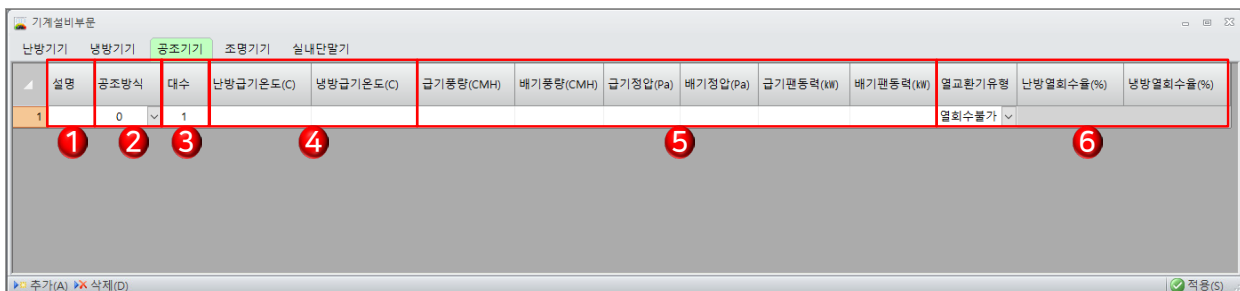 기계설비부문
난방기기 냉방기기 공조기기 조명기기 실내단말기
설명 공조방식 대수 난방급기온도(C) 냉방급기온도(C) 급기풍량(CMH) 배기풍량(CMH) 급기정압(Pa) 배기정압(Pa) 급기팬동력(kW) 배기팬동력(kW) 열교환기유형 난방열회수율(%) 냉방열회수율(%)
1 0 1 열회수불가
1 2 3 4 5 6
추가(A) 삭제(D) 적용(S)